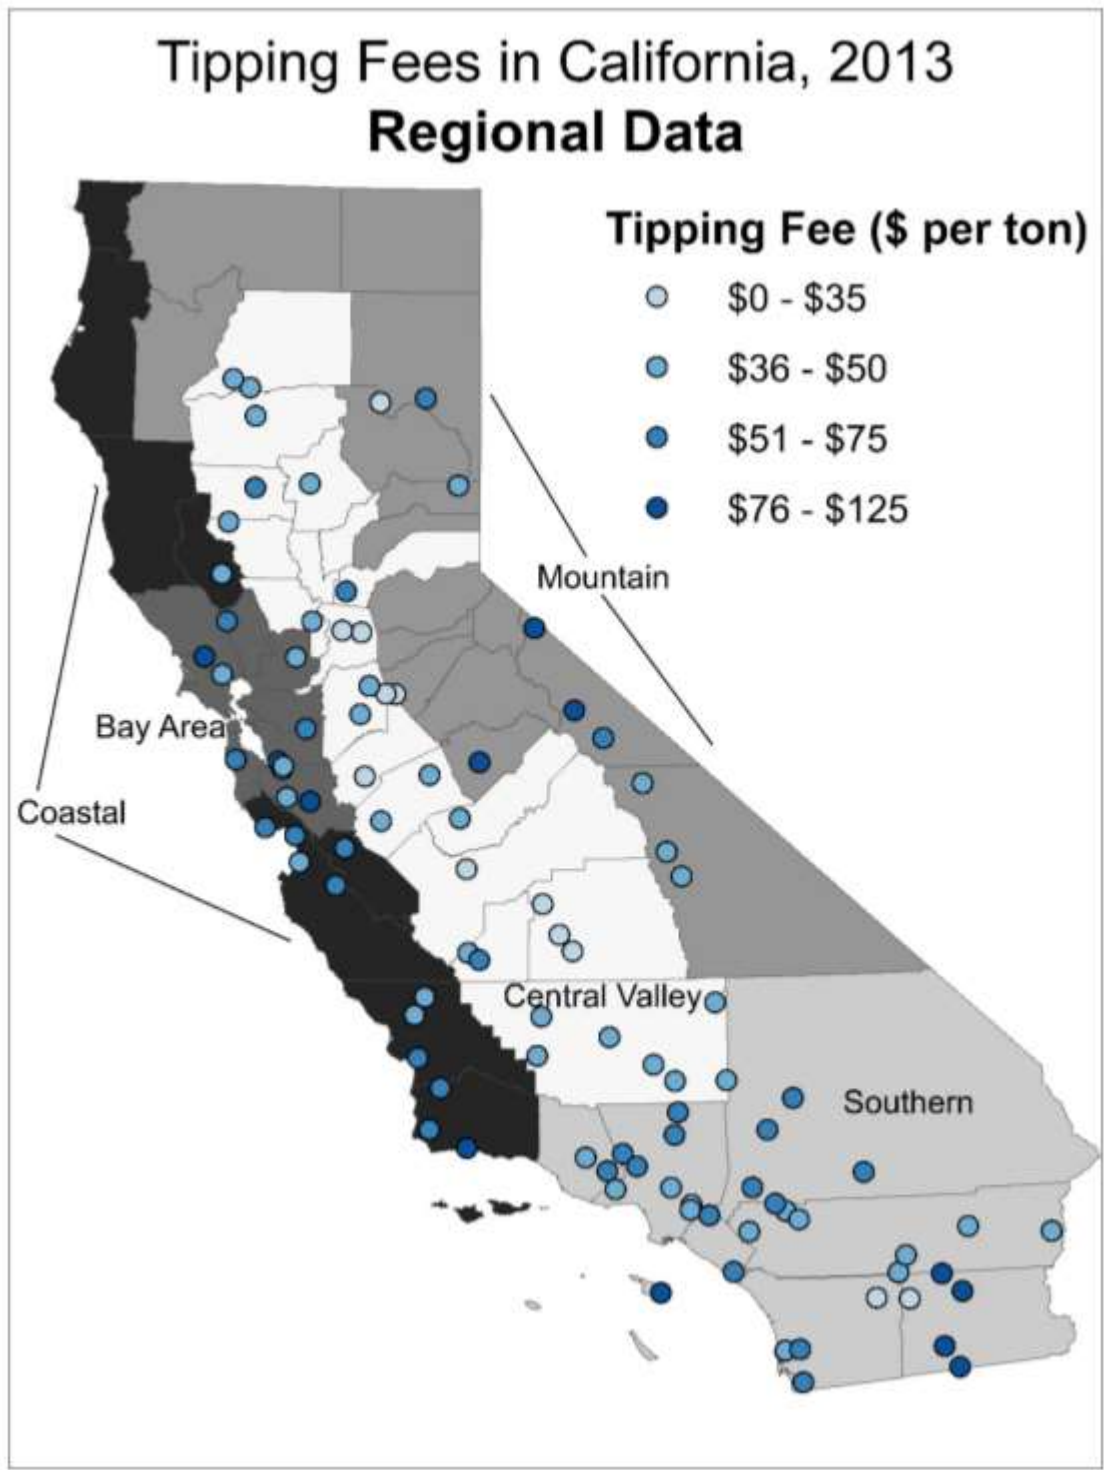 Tipping Fees in California, 2013
Regional Data
Tipping Fee ($ per ton)
$0 - $35
$36 - $50
$51 - $75
$76 - $125
Mountain
Bay Area
Coastal
Central Valley
Southern